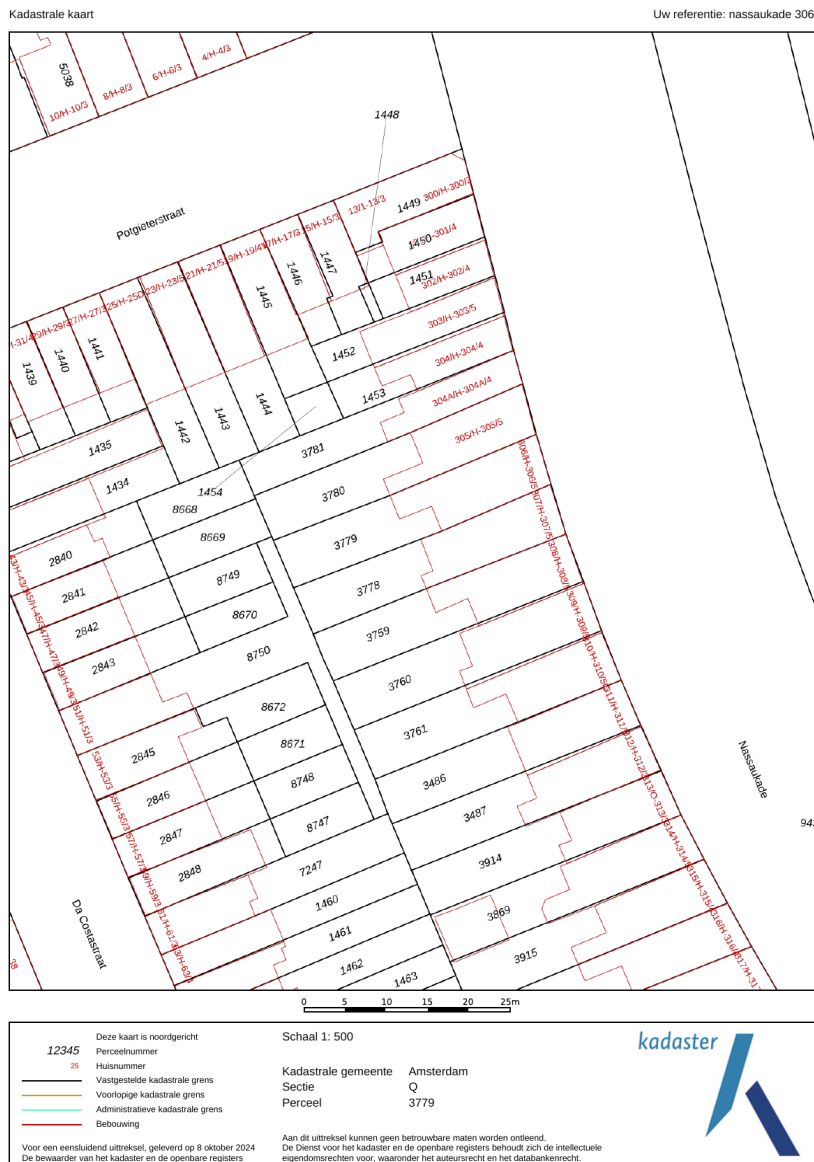 Kadastrale kaart
Uw referentie: nassaukade 306
5038
10/H-10/3
8/H-8/3
6/H-6/3
4/H-4/3
1448
Potgieterstraat
13/1-13/3
1449
300/H-300/3
1450
1451
302/H-302/4
1447
1446
1445
303/H-303/5
304/H-304/4
304A/H-304A/4
305/H-305/5
1439
1440
1441
1452
1453
1442
1443
1444
1435
1434
1454
3781
3780
3779
3778
3759
3760
3761
3486
3487
3914
3869
3915
8668
8669
8749
8670
8750
8672
8671
8748
8747
7247
1460
1461
1462
1463
2840
2841
2842
2843
2845
2846
2847
2848
51/H-51/3
53/H-53/3
Nassaukade
Da Costastraat
38
0 5 10 15 20 25m
Deze kaart is noordgericht
12345 Perceelnummer
25 Huisnummer
Vastgestelde kadastrale grens
Voorlopige kadastrale grens
Administratieve kadastrale grens
Bebouwing
Voor een eensluidend uittreksel, geleverd op 8 oktober 2024
De bewaarder van het kadaster en de openbare registers
Schaal 1: 500
Kadastrale gemeente Amsterdam
Sectie Q
Perceel 3779
Aan dit uittreksel kunnen geen betrouwbare maten worden ontleend.
De Dienst voor het kadaster en de openbare registers behoudt zich de intellectuele
eigendomsrechten voor, waaronder het auteursrecht en het databankenrecht.
kadaster